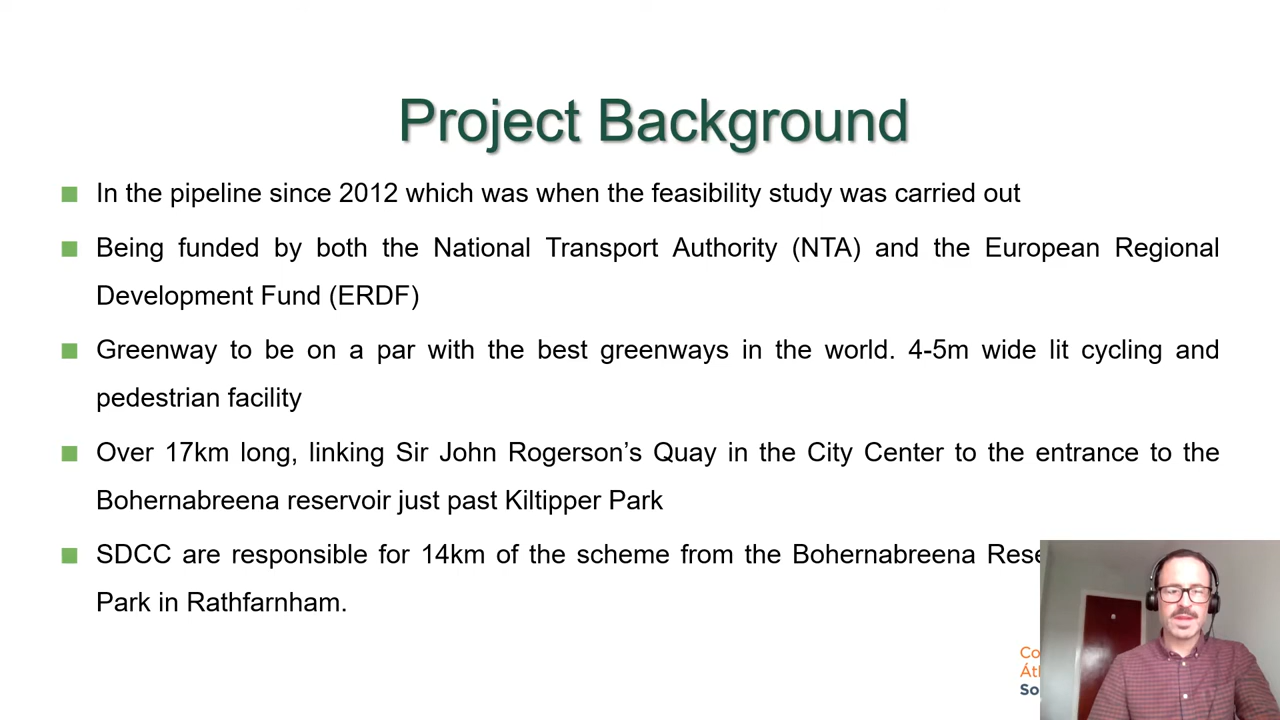 Project Background
In the pipeline since 2012 which was when the feasibility study was carried out
Being funded by both the National Transport Authority (NTA) and the European Regional
Development Fund (ERDF)
Greenway to be on a par with the best greenways in the world. 4-5m wide lit cycling and
pedestrian facility
Over 17km long, linking Sir John Rogerson’s Quay in the City Center to the entrance to the
Bohernabreena reservoir just past Kiltipper Park
SDCC are responsible for 14km of the scheme from the Bohernabreena
Park in Rathfarnham.